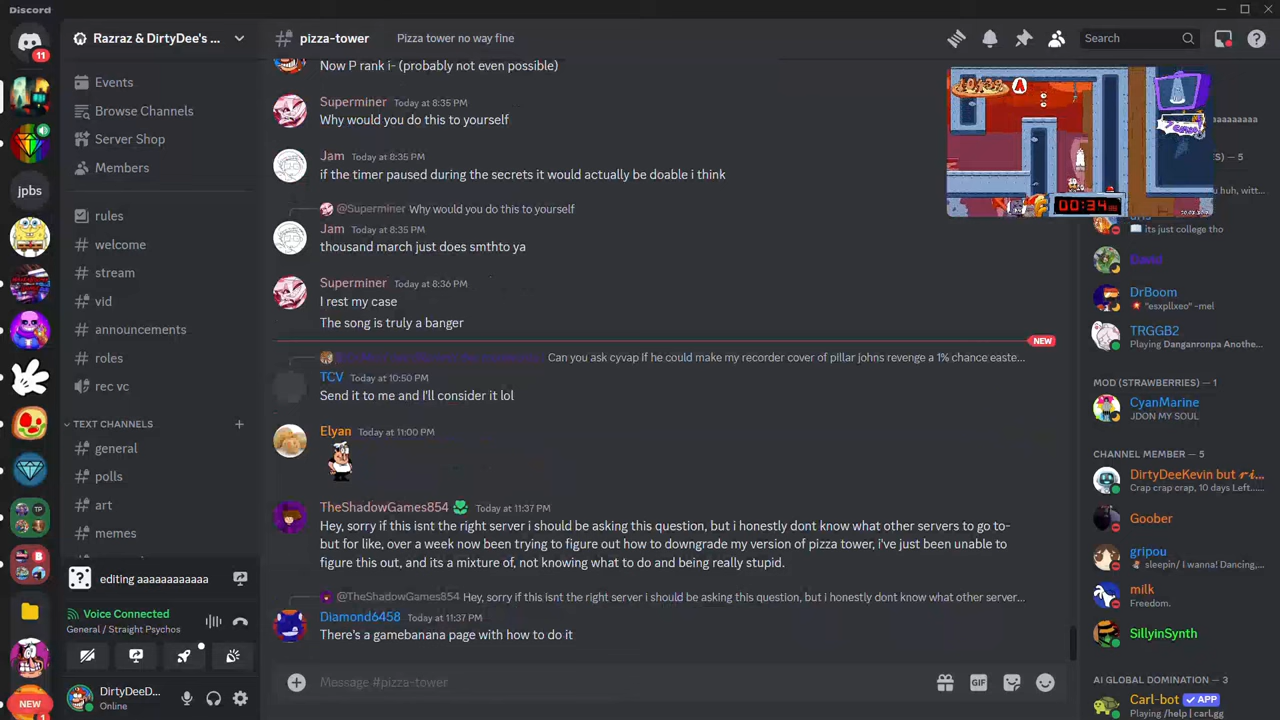 Discord
11
Razraz & DirtyDee's ...
pizza-tower
Pizza tower no way fine
Search
Events
Browse Channels
Server Shop
Members
jpbs
rules
welcome
stream
vid
announcements
roles
rec vc
TEXT CHANNELS
general
polls
art
memes
editing aaaaaaaaaaaa
Voice Connected
General / Straight Psychos
DirtyDeeD...
Online
NEW
1
Now P rank i- (probably not even possible)
Superminer Today at 8:35 PM
Why would you do this to yourself
Jam Today at 8:35 PM
if the timer paused during the secrets it would actually be doable i think
@Superminer Why would you do this to yourself
Jam Today at 8:35 PM
thousand march just does smthto ya
Superminer Today at 8:36 PM
I rest my case
The song is truly a banger
NEW
Can you ask cyvap if he could make my recorder cover of pillar johns revenge a 1% chance easte...
TCV Today at 10:50 PM
Send it to me and I'll consider it lol
Elyan Today at 11:00 PM
TheShadowGames854 Today at 11:37 PM
Hey, sorry if this isnt the right server i should be asking this question, but i honestly dont know what other servers to go to-
but for like, over a week now been trying to figure out how to downgrade my version of pizza tower, i've just been unable to
figure this out, and its a mixture of, not knowing what to do and being really stupid.
@TheShadowGames854 Hey, sorry if this isnt the right server i should be asking this question, but i honestly dont know what other server...
Diamond6458 Today at 11:37 PM
There's a gamebanana page with how to do it
Message #pizza-tower
GIF
00:34
aaaaaaaaa
S) — 5
u huh, witt...
its just college tho
David
DrBoom
"esxpllxeo" -mel
TRGGB2
Playing Danganronpa Anothe...
MOD (STRAWBERRIES) — 1
CyanMarine
JDON MY SOUL
CHANNEL MEMBER — 5
DirtyDeeKevin but ri...
Crap crap crap, 10 days Left....
Goober
gripou
sleepin/ I wanna! Dancing,...
milk
Freedom.
SillyinSynth
AI GLOBAL DOMINATION — 3
Carl-bot APP
Playing /help | carl.gg